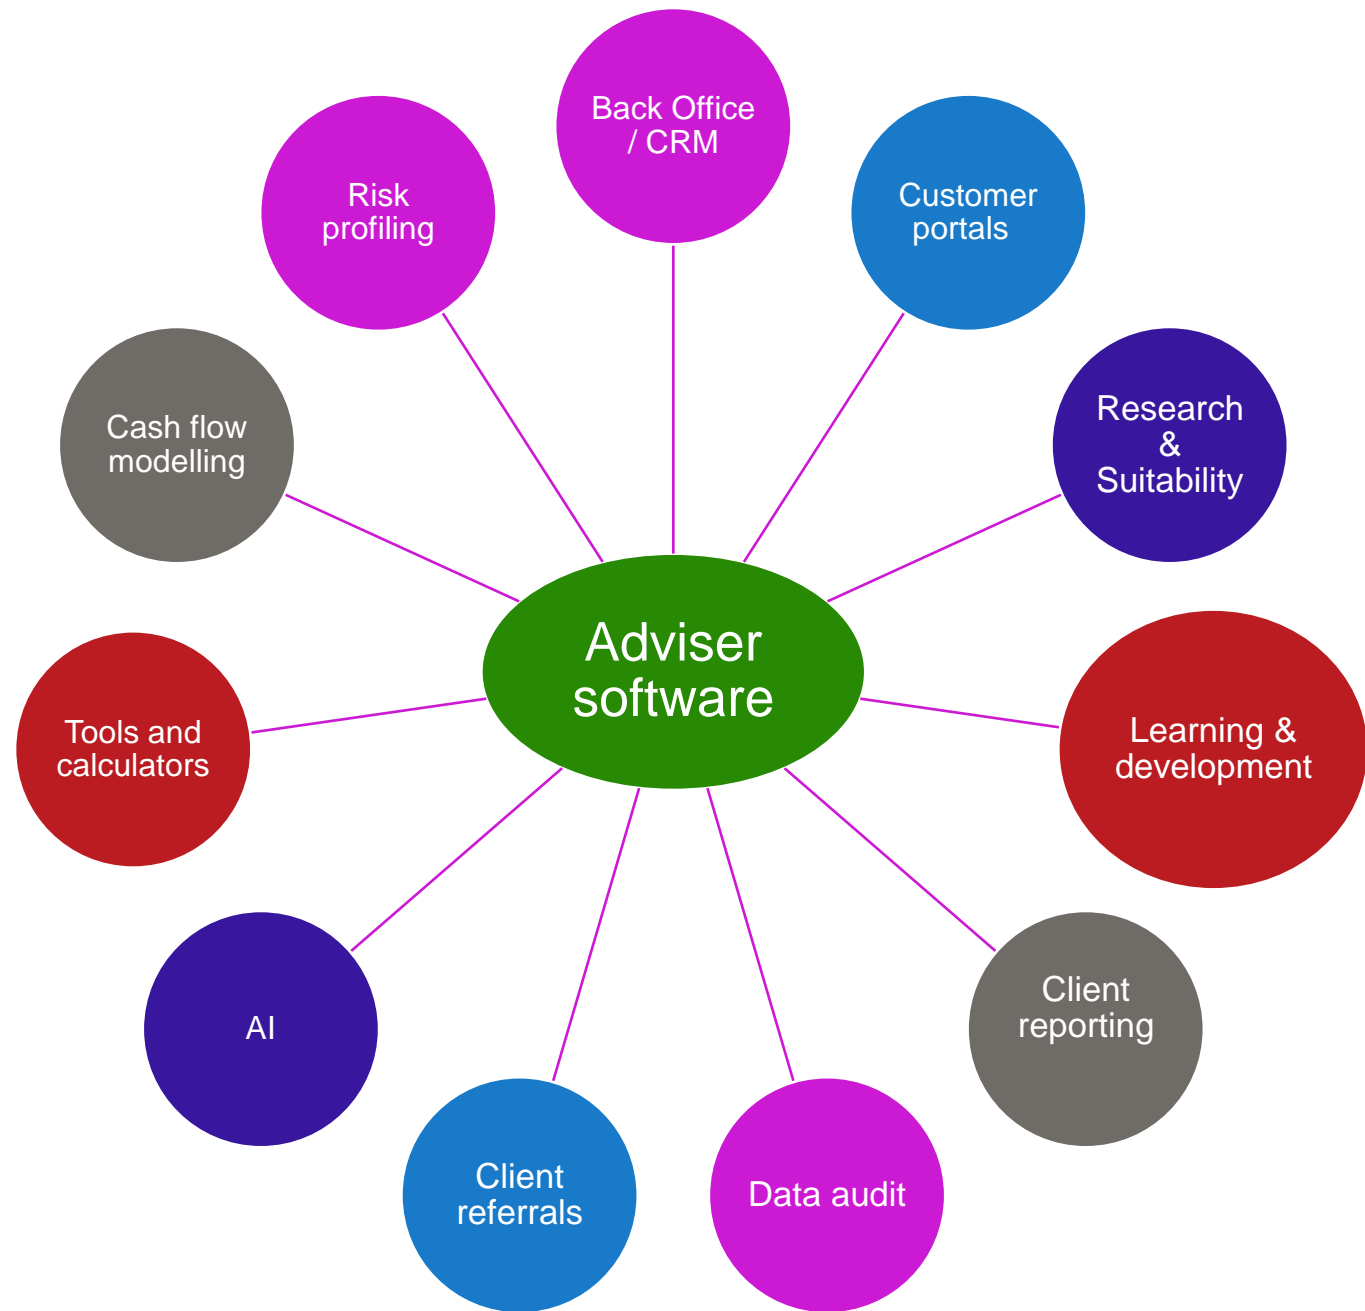 Back Office
/ CRM
Customer
portals
Research
&
Suitability
Learning &
development
Client
reporting
Data audit
Client
referrals
AI
Tools and
calculators
Cash flow
modelling
Risk
profiling
Adviser
software